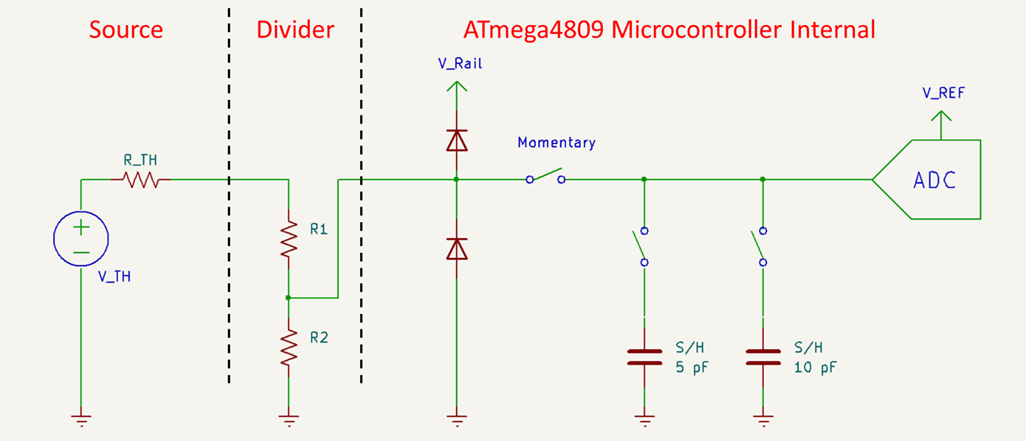 Source
Divider
ATmega4809 Microcontroller Internal
V_Rail
V_REF
Momentary
R_TH
ADC
R1
V_TH
R2
S/H
5 pF
S/H
10 pF